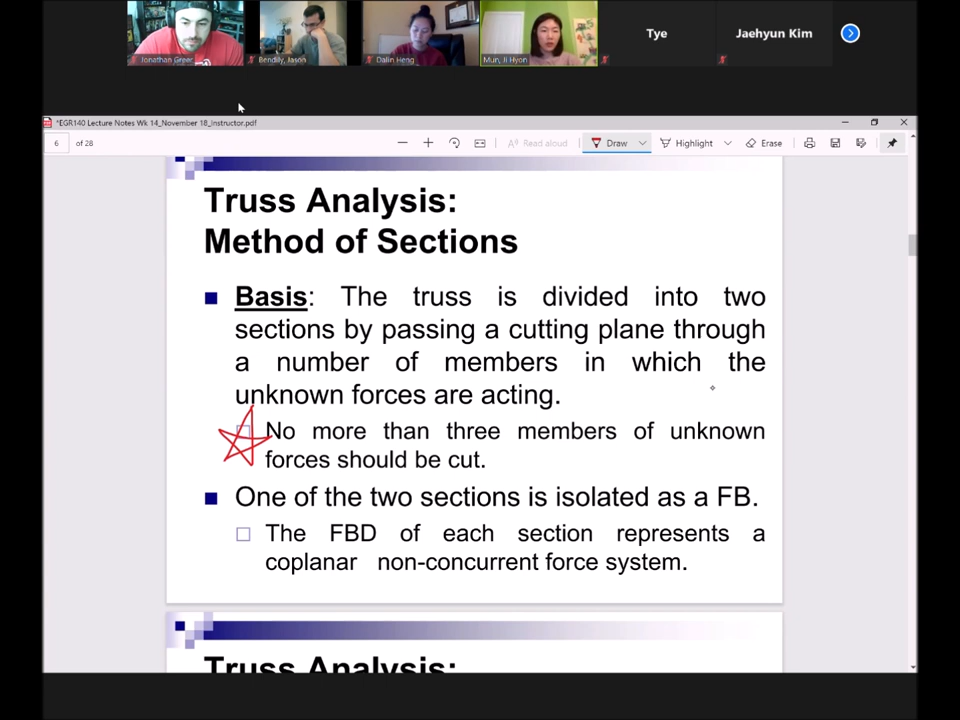 Tye
Jaehyun Kim
Jonathan Greer
Bendily, Jason
Dalin Heng
Mun, Ji Hyon
*EGR140 Lecture Notes Wk 14_November 18_Instructor.pdf
6 of 28
Read aloud Draw Highlight Erase
Truss Analysis:
Method of Sections
Basis: The truss is divided into two
sections by passing a cutting plane through
a number of members in which the
unknown forces are acting.
No more than three members of unknown
forces should be cut.
One of the two sections is isolated as a FB.
The FBD of each section represents a
coplanar non-concurrent force system.
Truss Analysis: